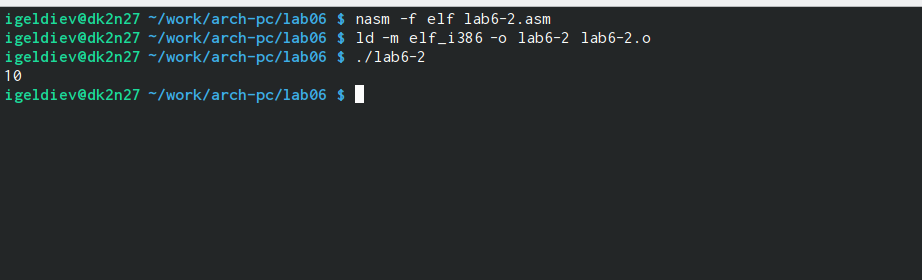 igeldiev@dk2n27 ~/work/arch-pc/lab06 $ nasm -f elf lab6-2.asm
igeldiev@dk2n27 ~/work/arch-pc/lab06 $ ld -m elf_i386 -o lab6-2 lab6-2.o
igeldiev@dk2n27 ~/work/arch-pc/lab06 $ ./lab6-2
10
igeldiev@dk2n27 ~/work/arch-pc/lab06 $